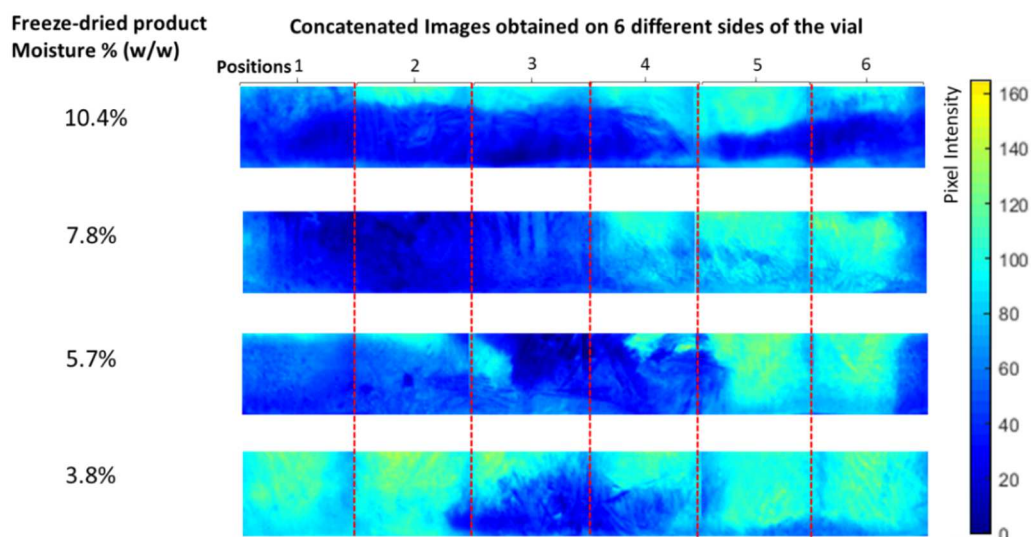 Freeze-dried product
Moisture % (w/w)
Concatenated Images obtained on 6 different sides of the vial
Positions 1 2 3 4 5 6
10.4%
7.8%
5.7%
3.8%
Pixel Intensity
160
140
120
100
80
60
40
20
0